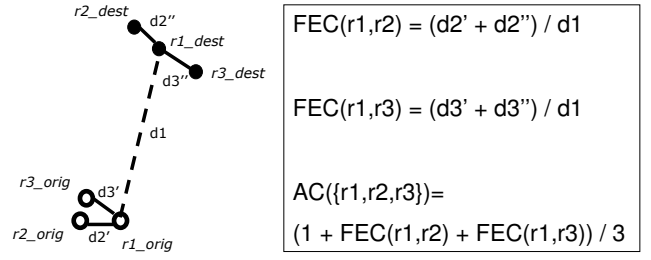 r2_dest
d2''
r1_dest
d3''
r3_dest
d1
r3_orig
d3'
r2_orig
d2'
r1_orig
FEC(r1,r2) = (d2' + d2'') / d1
FEC(r1,r3) = (d3' + d3'') / d1
AC({r1,r2,r3})=
(1 + FEC(r1,r2) + FEC(r1,r3)) / 3